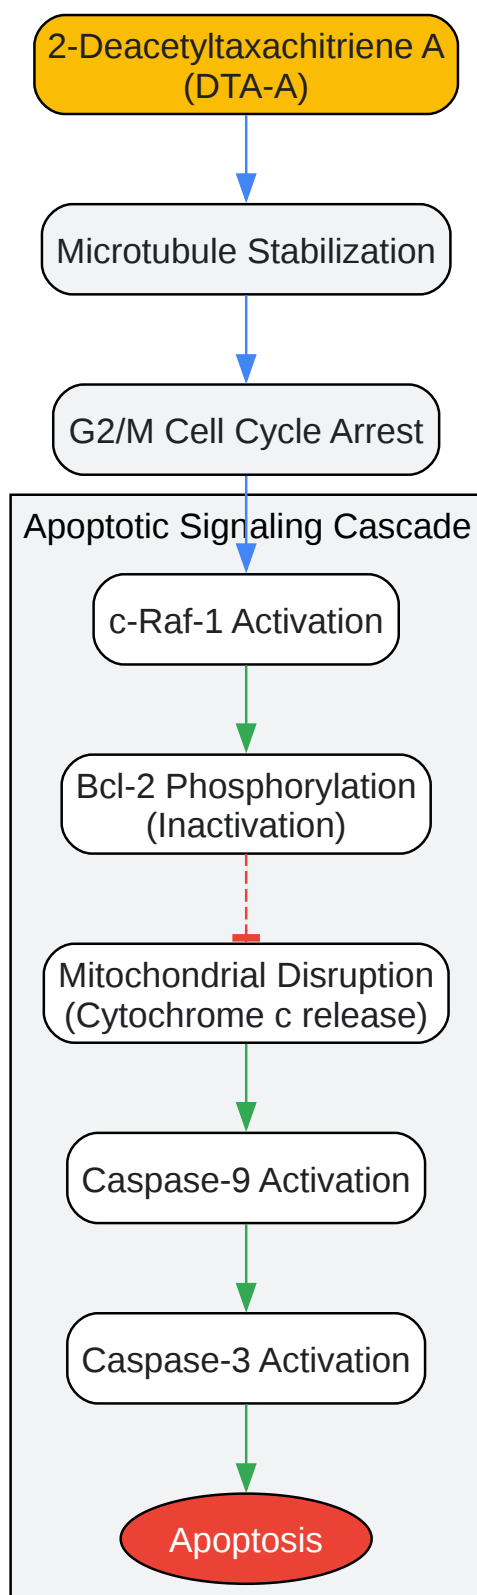 2-Deacetyltaxachitriene A
(DTA-A)
Microtubule Stabilization
G2/M Cell Cycle Arrest
Apoptotic Signaling Cascade
c-Raf-1 Activation
Bcl-2 Phosphorylation
(Inactivation)
Mitochondrial Disruption
(Cytochrome c release)
Caspase-9 Activation
Caspase-3 Activation
Apoptosis